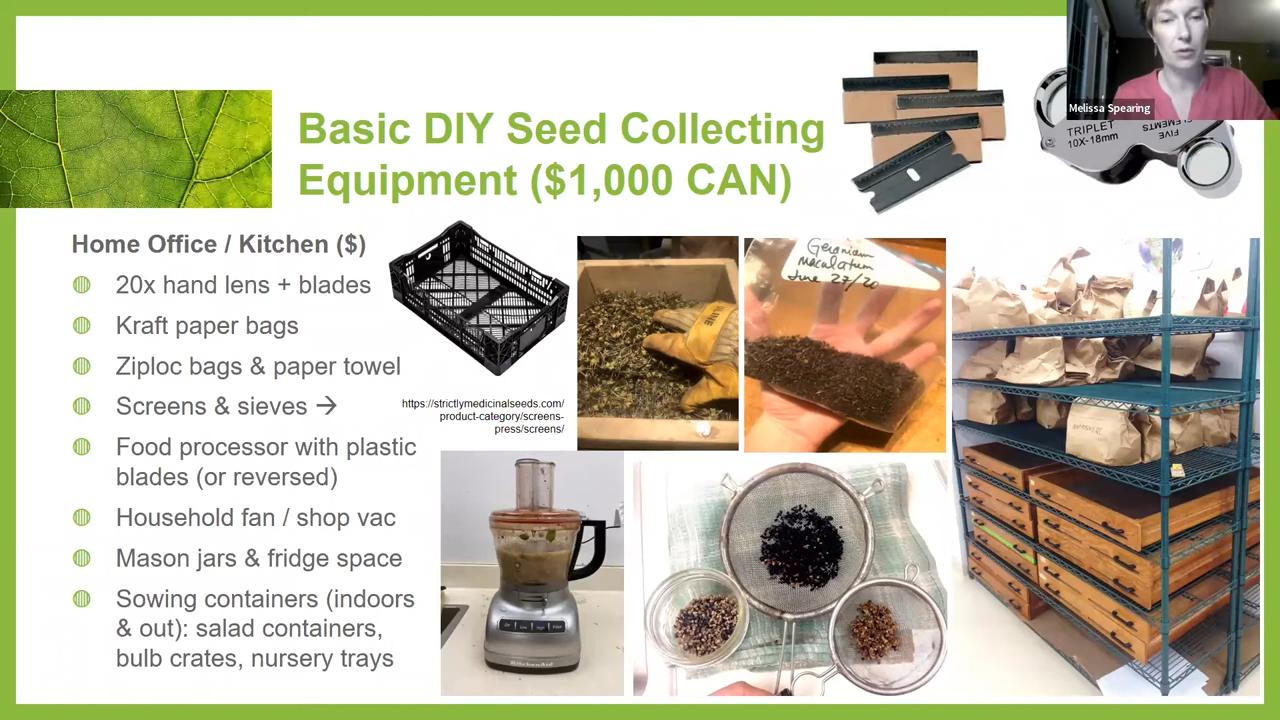 Melissa Spearing
TRIPLET
10X-18mm
FIVE
ELEMENTS
Basic DIY Seed Collecting
Equipment ($1,000 CAN)
Home Office / Kitchen ($)
20x hand lens + blades
Kraft paper bags
Ziploc bags & paper towel
Screens & sieves →
Food processor with plastic
blades (or reversed)
Household fan / shop vac
Mason jars & fridge space
Sowing containers (indoors
& out): salad containers,
bulb crates, nursery trays
https://strictlymedicinalseeds.com/
product-category/screens-
press/screens/
Geranium
maculatum
June 27/20
KitchenAid